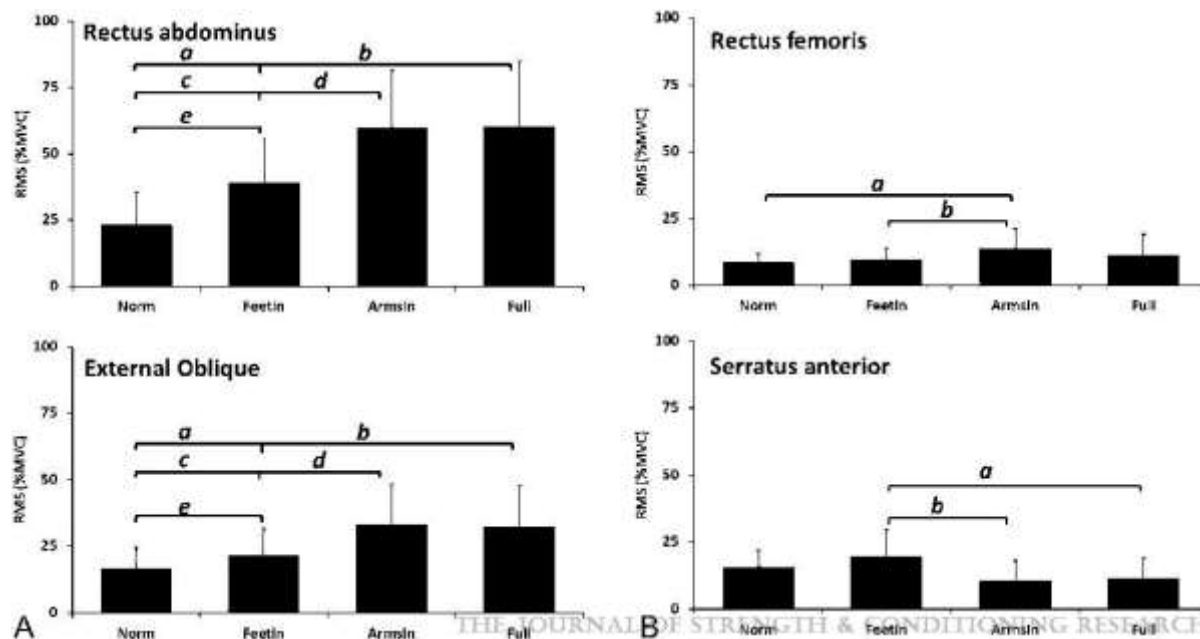 Rectus abdominus
100
75
50
25
0
RMS (%MVC)
a
b
c
d
e
Norm
FeetIn
ArmsIn
Full
External Oblique
100
75
50
25
0
RMS (%MVC)
a
b
c
d
e
Norm
FeetIn
ArmsIn
Full
A
Rectus femoris
100
75
50
25
0
RMS (%MVC)
a
b
Norm
FeetIn
ArmsIn
Full
Serratus anterior
100
75
50
25
0
RMS (%MVC)
a
b
Norm
FeetIn
ArmsIn
Full
B
THE JOURNAL OF STRENGTH & CONDITIONING RESEARCH